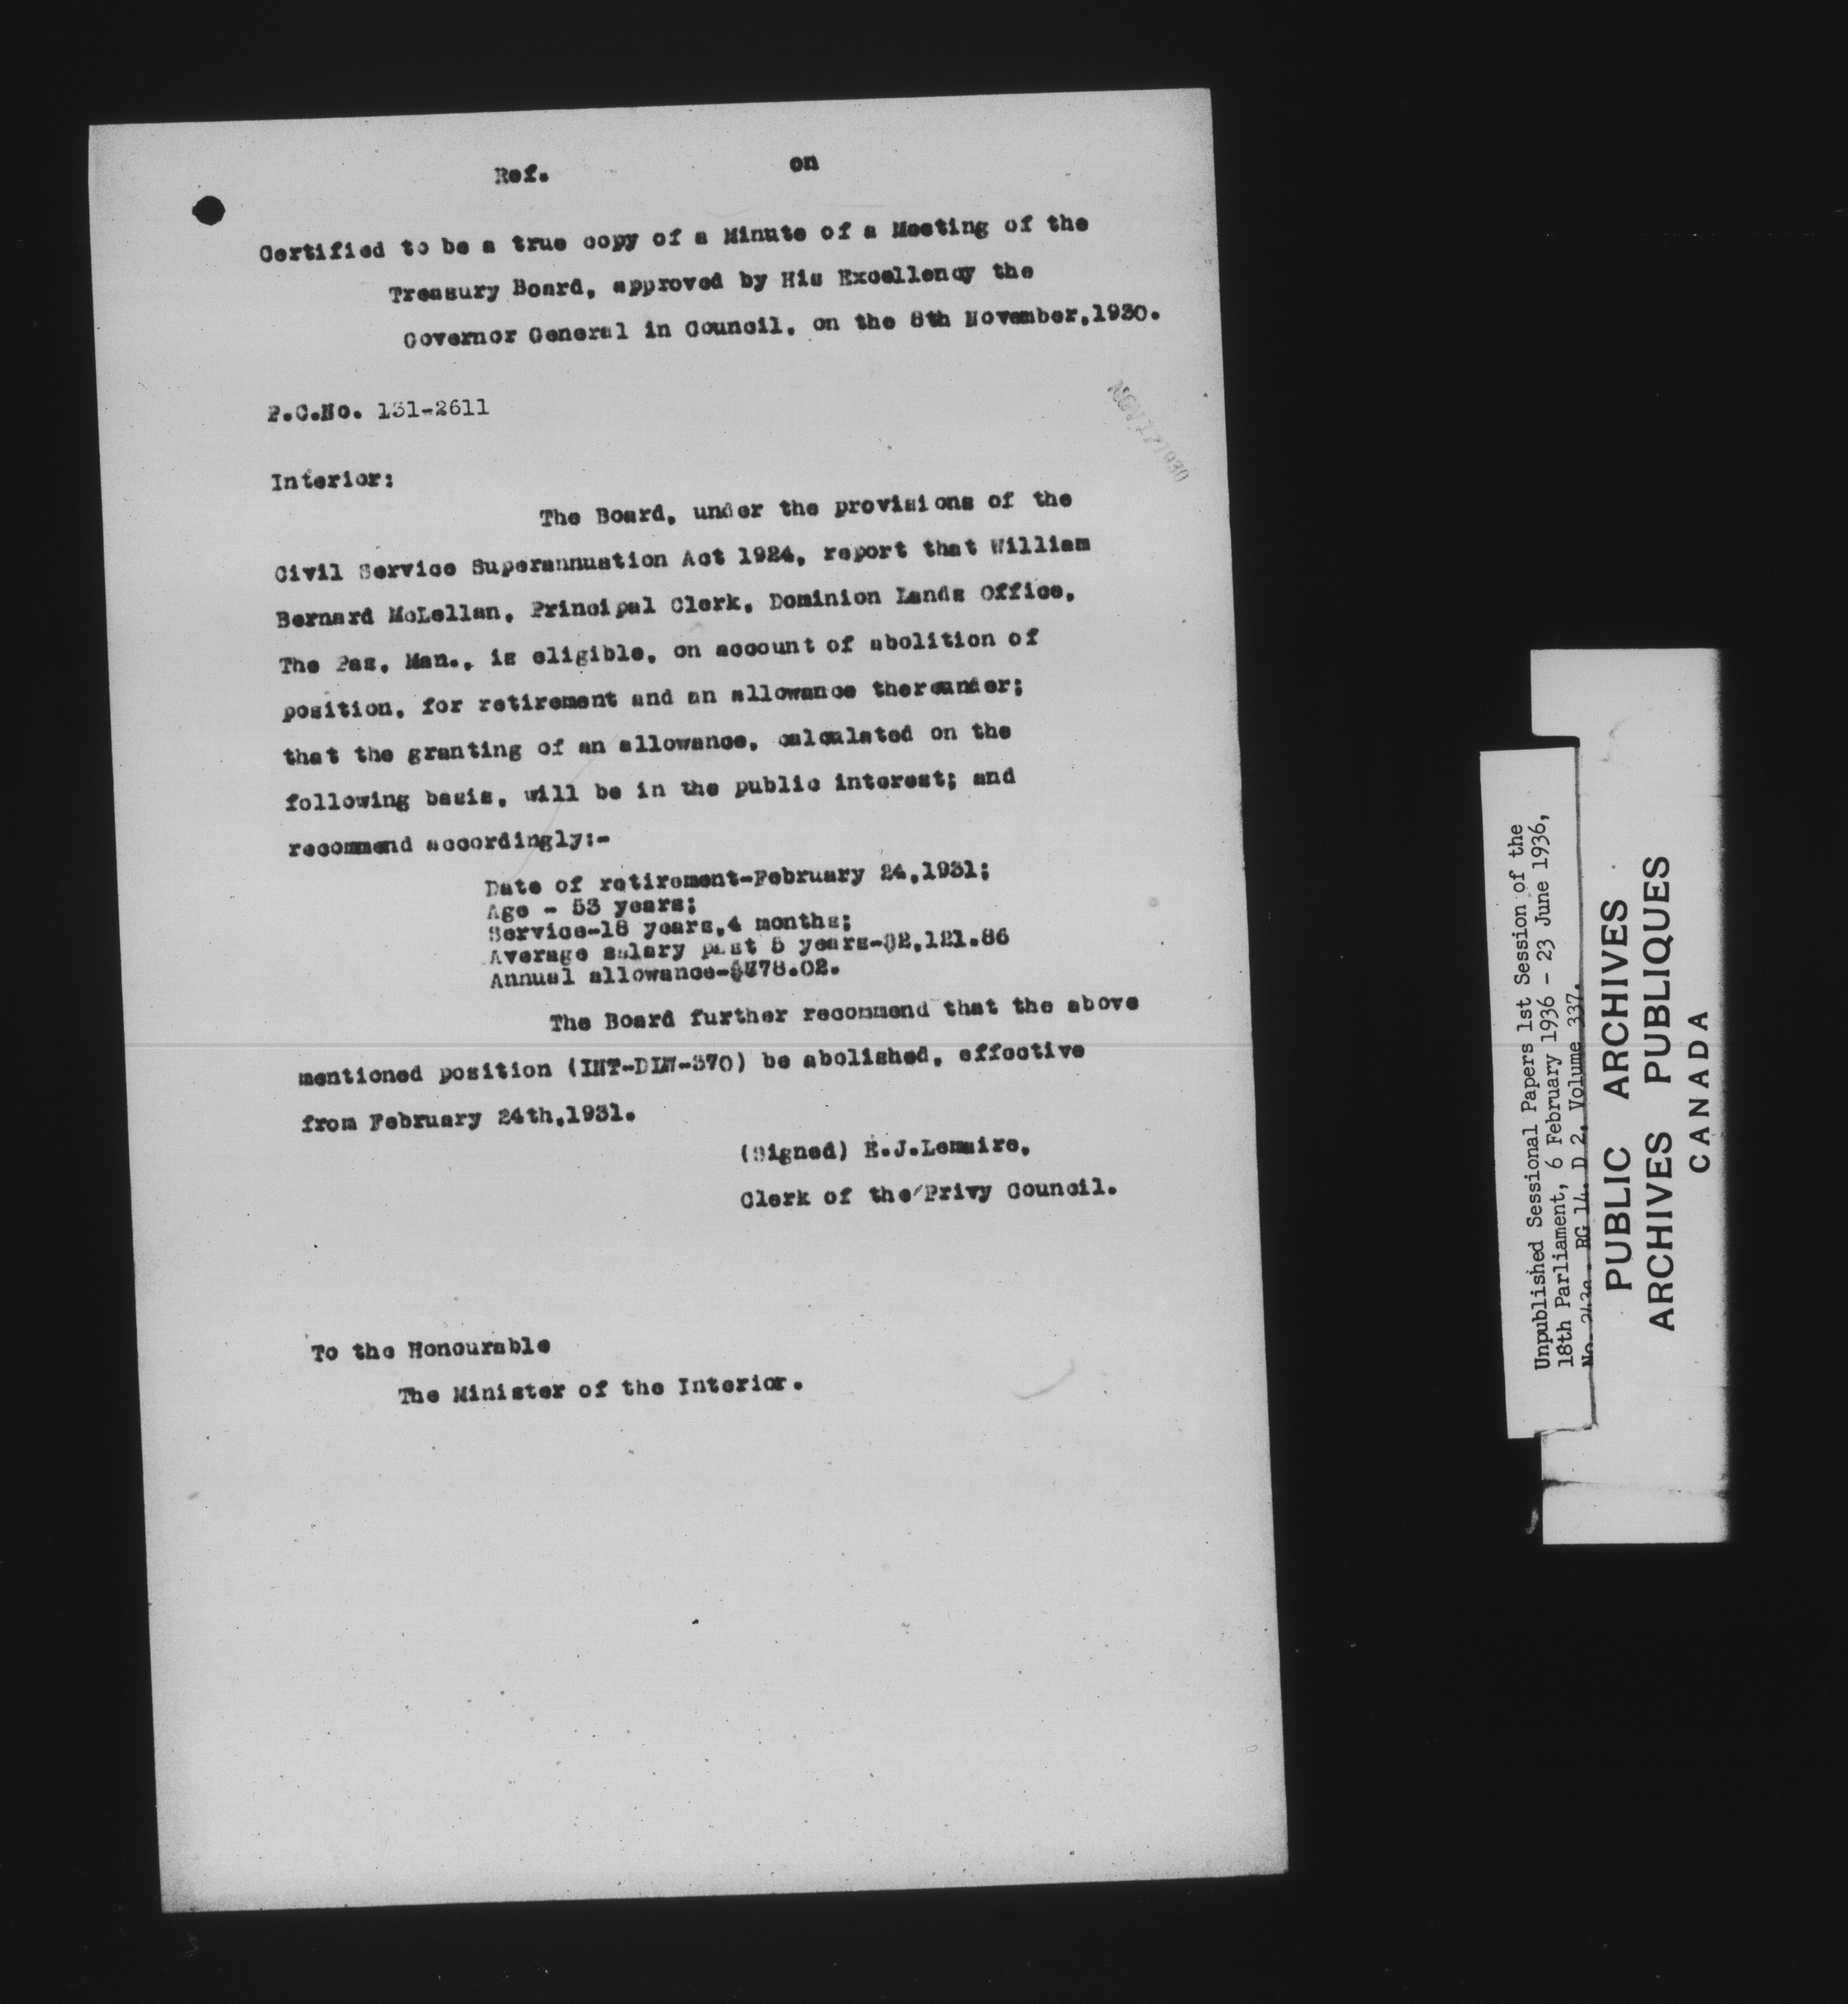 Ref. on
Certified to be a true copy of a Minute of a Meeting of the
Treasury Board, approved by His Excellency the
Governor General in Council, on the 8th November,1930.
P.C.No. 131-2611
Interior:
The Board, under the provisions of the
Civil Service Superannuation Act 1924, report that William
Bernard McLellan, Principal Clerk, Dominion Lands Office,
The Pas, Man., is eligible, on account of abolition of
position, for retirement and an allowance thereunder;
that the granting of an allowance, calculated on the
following basis, will be in the public interest; and
recommend accordingly:-
Date of retirement-February 24,1931;
Age - 53 years;
Service-18 years,4 months;
Average salary past 5 years-$2,121.86
Annual allowance-$778.02.
The Board further recommend that the above
mentioned position (INT-DLW-370) be abolished, effective
from February 24th,1931.
(Signed) E.J.Lemaire,
Clerk of the Privy Council.
To the Honourable
The Minister of the Interior.
Unpublished Sessional Papers 1st Session of the
18th Parliament, 6 February 1936 - 23 June 1936,
No. RG 14, D 2, Volume 337.
PUBLIC ARCHIVES
ARCHIVES PUBLIQUES
CANADA